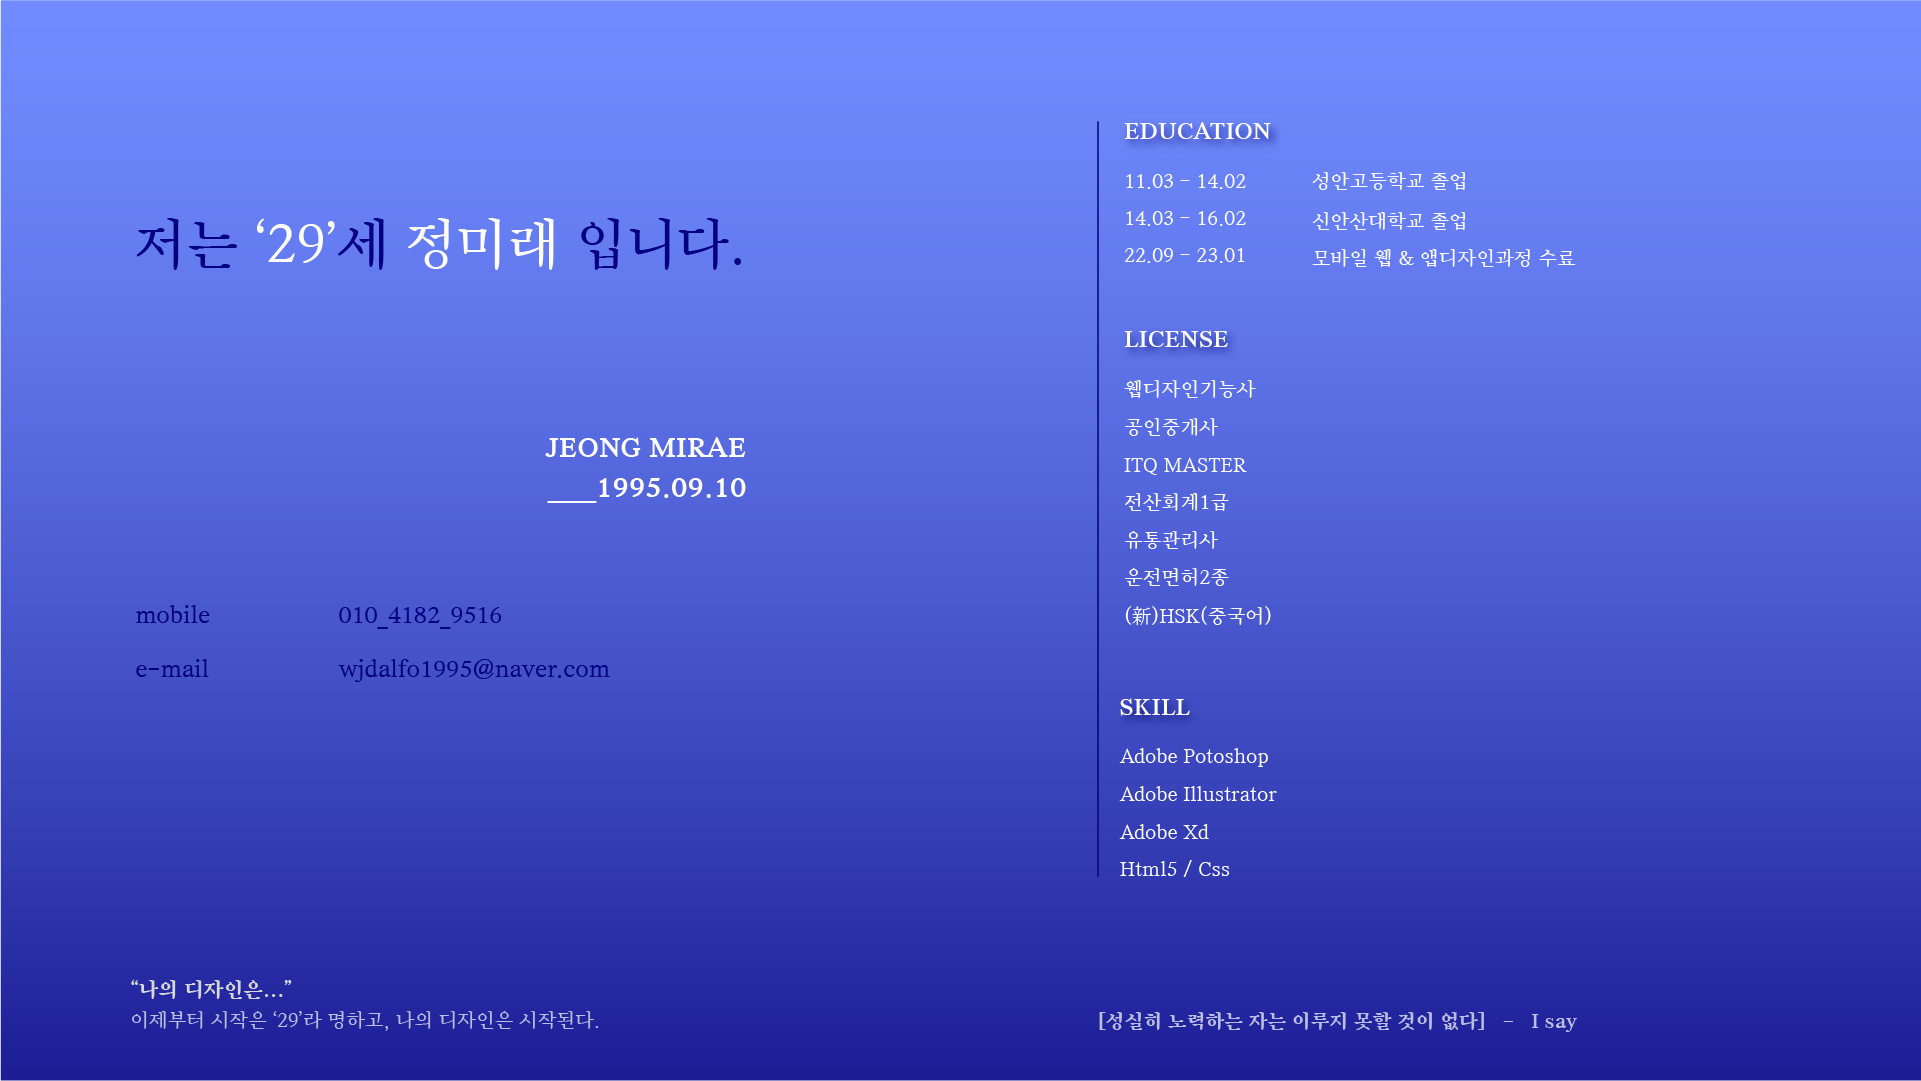 저는 ‘29’세 정미래 입니다.
JEONG MIRAE
___1995.09.10
mobile 010_4182_9516
e-mail wjdalfo1995@naver.com
“나의 디자인은...”
이제부터 시작은 ‘29’라 명하고, 나의 디자인은 시작된다.
EDUCATION
11.03 - 14.02 성안고등학교 졸업
14.03 - 16.02 신안산대학교 졸업
22.09 - 23.01 모바일 웹 & 앱디자인과정 수료
LICENSE
웹디자인기능사
공인중개사
ITQ MASTER
전산회계1급
유통관리사
운전면허2종
(新)HSK(중국어)
SKILL
Adobe Potoshop
Adobe Illustrator
Adobe Xd
Html5 / Css
[성실히 노력하는 자는 이루지 못할 것이 없다] - I say